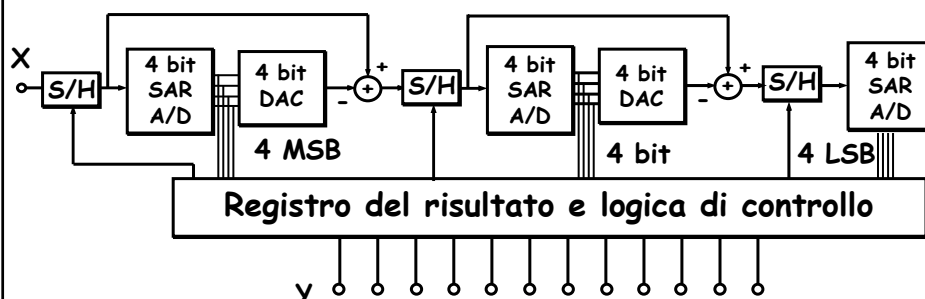 X
S/H
4 bit
SAR
A/D
4 bit
DAC
+
-
+
S/H
4 bit
SAR
A/D
4 bit
DAC
+
-
+
S/H
4 bit
SAR
A/D
4 MSB
4 bit
4 LSB
Registro del risultato e logica di controllo